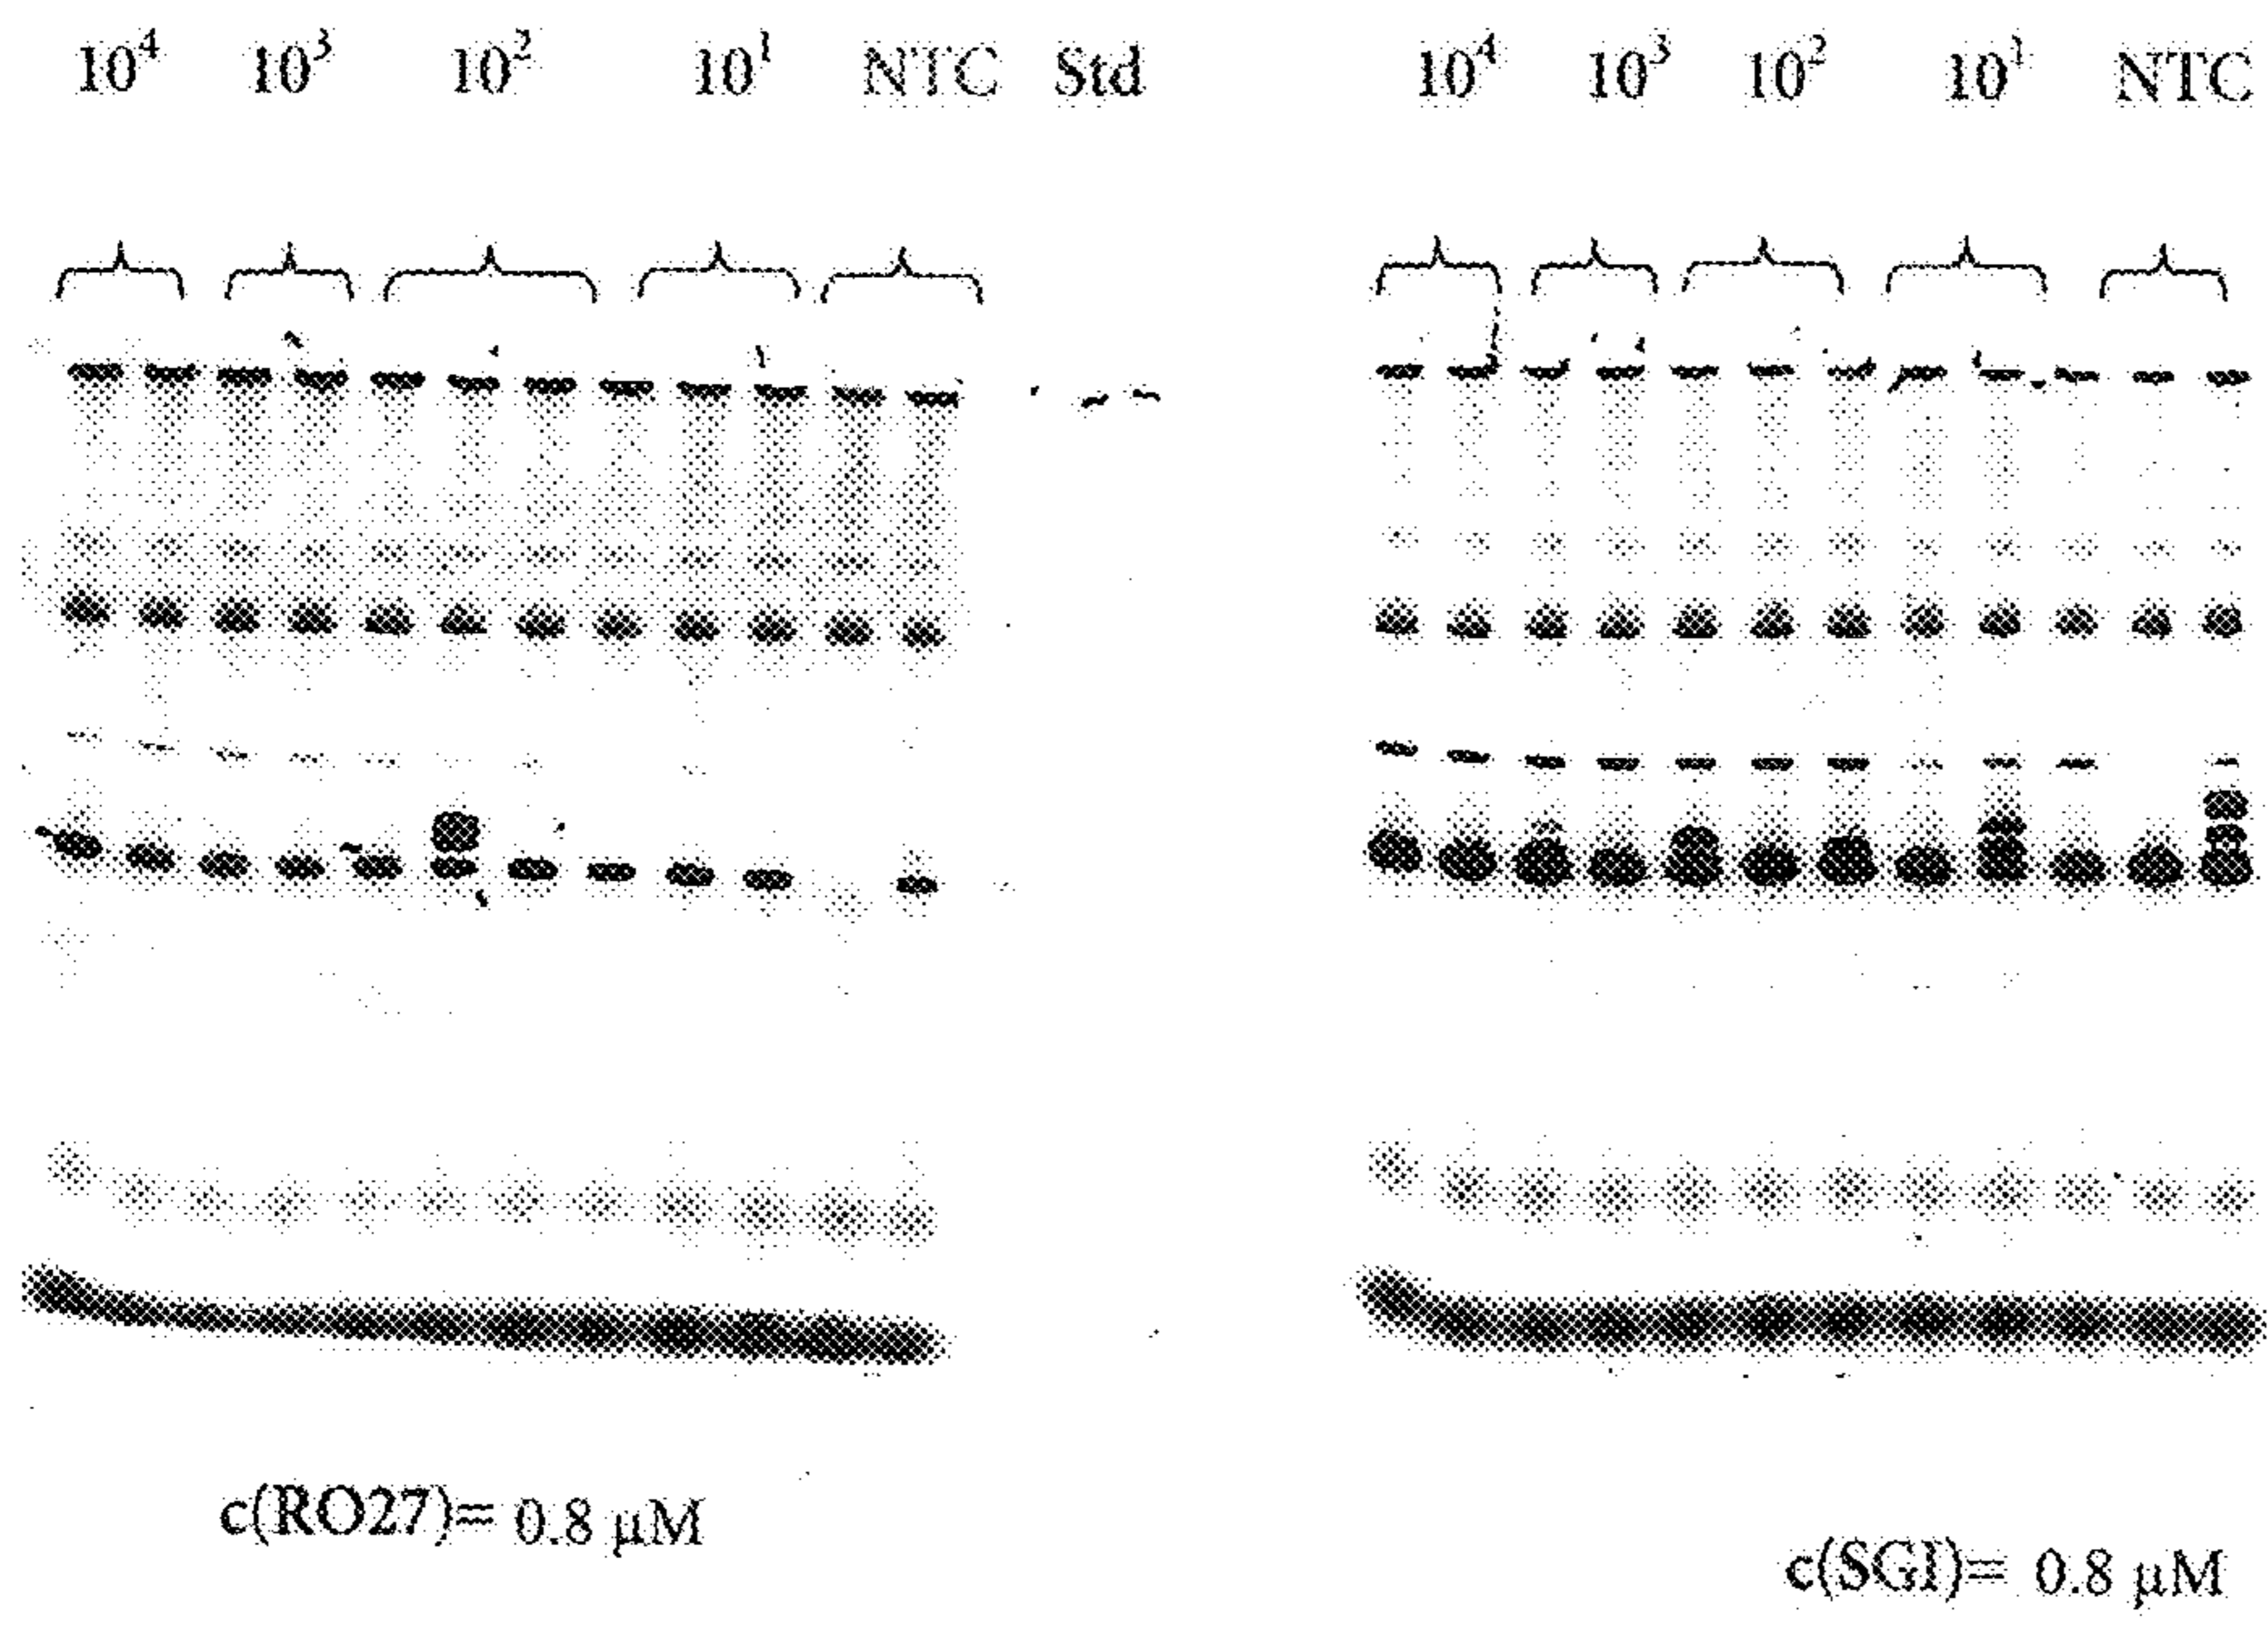 10⁴ 10³ 10² 10¹ NTC Std 10⁴ 10³ 10² 10¹ NTC
c(RO27)= 0.8 µM
c(SGI)= 0.8 µM